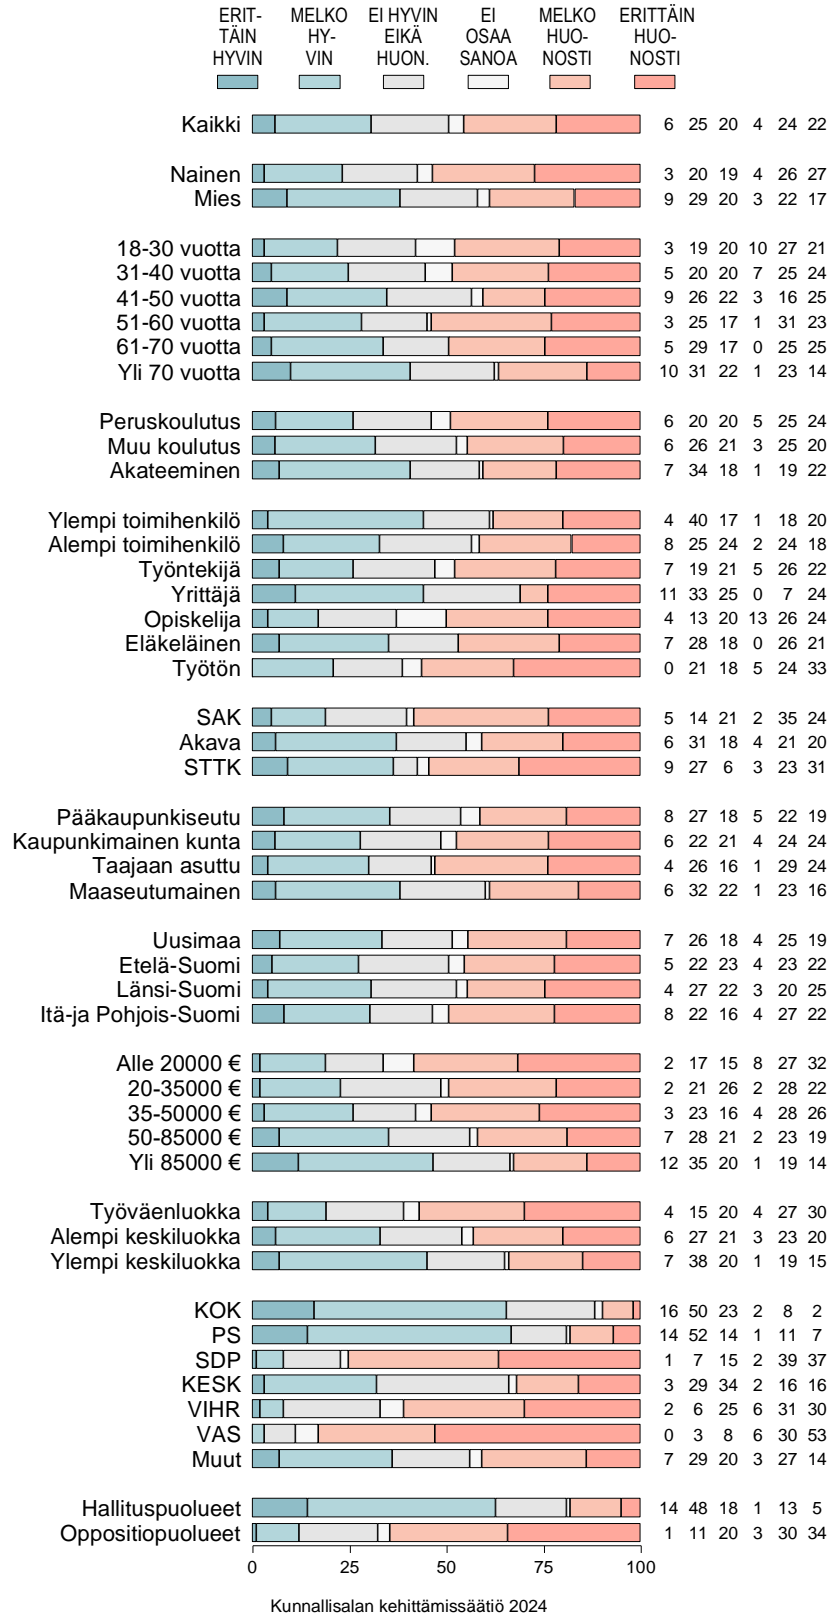 ERIT- MELKO EI HYVIN EI MELKO ERITTÄIN
TÄIN HY- EIKÄ OSAA HUO- HUO-
HYVIN VIN HUON. SANOA NOSTI NOSTI
Kaikki 6 25 20 4 24 22
Nainen 3 20 19 4 26 27
Mies 9 29 20 3 22 17
18-30 vuotta 3 19 20 10 27 21
31-40 vuotta 5 20 20 7 25 24
41-50 vuotta 9 26 22 3 16 25
51-60 vuotta 3 25 17 1 31 23
61-70 vuotta 5 29 17 0 25 25
Yli 70 vuotta 10 31 22 1 23 14
Peruskoulutus 6 20 20 5 25 24
Muu koulutus 6 26 21 3 25 20
Akateeminen 7 34 18 1 19 22
Ylempi toimihenkilö 4 40 17 1 18 20
Alempi toimihenkilö 8 25 24 2 24 18
Työntekijä 7 19 21 5 26 22
Yrittäjä 11 33 25 0 7 24
Opiskelija 4 13 20 13 26 24
Eläkeläinen 7 28 18 0 26 21
Työtön 0 21 18 5 24 33
SAK 5 14 21 2 35 24
Akava 6 31 18 4 21 20
STTK 9 27 6 3 23 31
Pääkaupunkiseutu 8 27 18 5 22 19
Kaupunkimainen kunta 6 22 21 4 24 24
Taajaan asuttu 4 26 16 1 29 24
Maaseutumainen 6 32 22 1 23 16
Uusimaa 7 26 18 4 25 19
Etelä-Suomi 5 22 23 4 23 22
Länsi-Suomi 4 27 22 3 20 25
Itä-ja Pohjois-Suomi 8 22 16 4 27 22
Alle 20000 € 2 17 15 8 27 32
20-35000 € 2 21 26 2 28 22
35-50000 € 3 23 16 4 28 26
50-85000 € 7 28 21 2 23 19
Yli 85000 € 12 35 20 1 19 14
Työväenluokka 4 15 20 4 27 30
Alempi keskiluokka 6 27 21 3 23 20
Ylempi keskiluokka 7 38 20 1 19 15
KOK 16 50 23 2 8 2
PS 14 52 14 1 11 7
SDP 1 7 15 2 39 37
KESK 3 29 34 2 16 16
VIHR 2 6 25 6 31 30
VAS 0 3 8 6 30 53
Muut 7 29 20 3 27 14
Hallituspuolueet 14 48 18 1 13 5
Oppositiopuolueet 1 11 20 3 30 34
0 25 50 75 100
Kunnallisalan kehittämissäätiö 2024